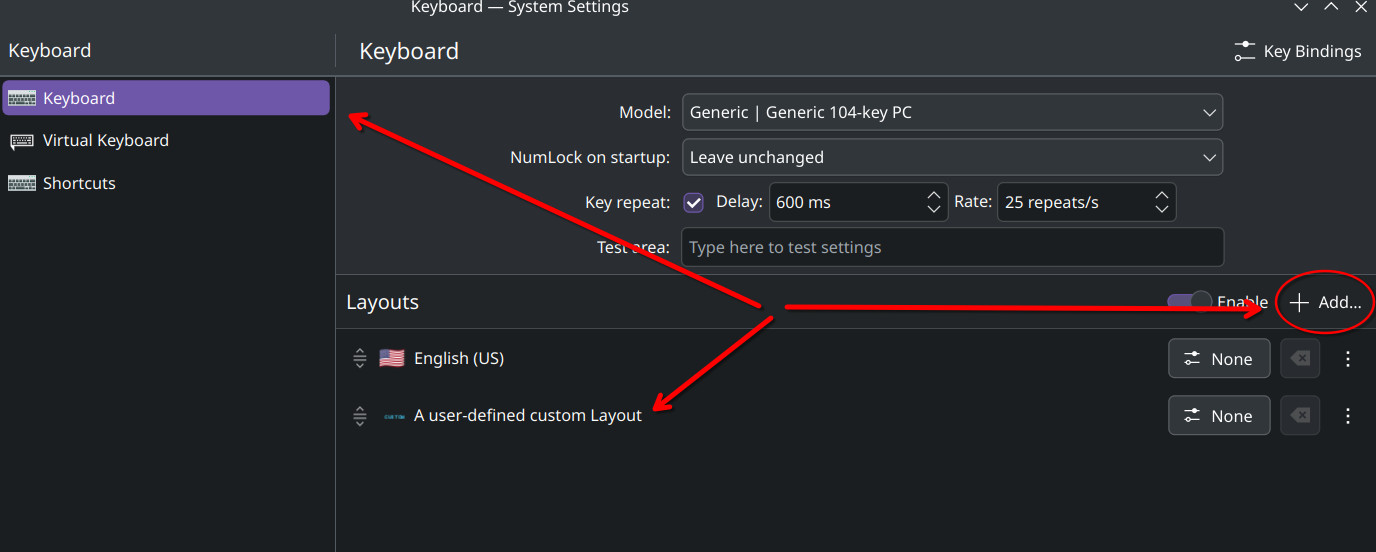 Keyboard — System Settings
Keyboard
Keyboard
Key Bindings
Keyboard
Virtual Keyboard
Shortcuts
Model: Generic | Generic 104-key PC
NumLock on startup: Leave unchanged
Key repeat: Delay: 600 ms Rate: 25 repeats/s
Test area: Type here to test settings
Layouts Enable Add...
English (US) None
CUSTOM A user-defined custom Layout None